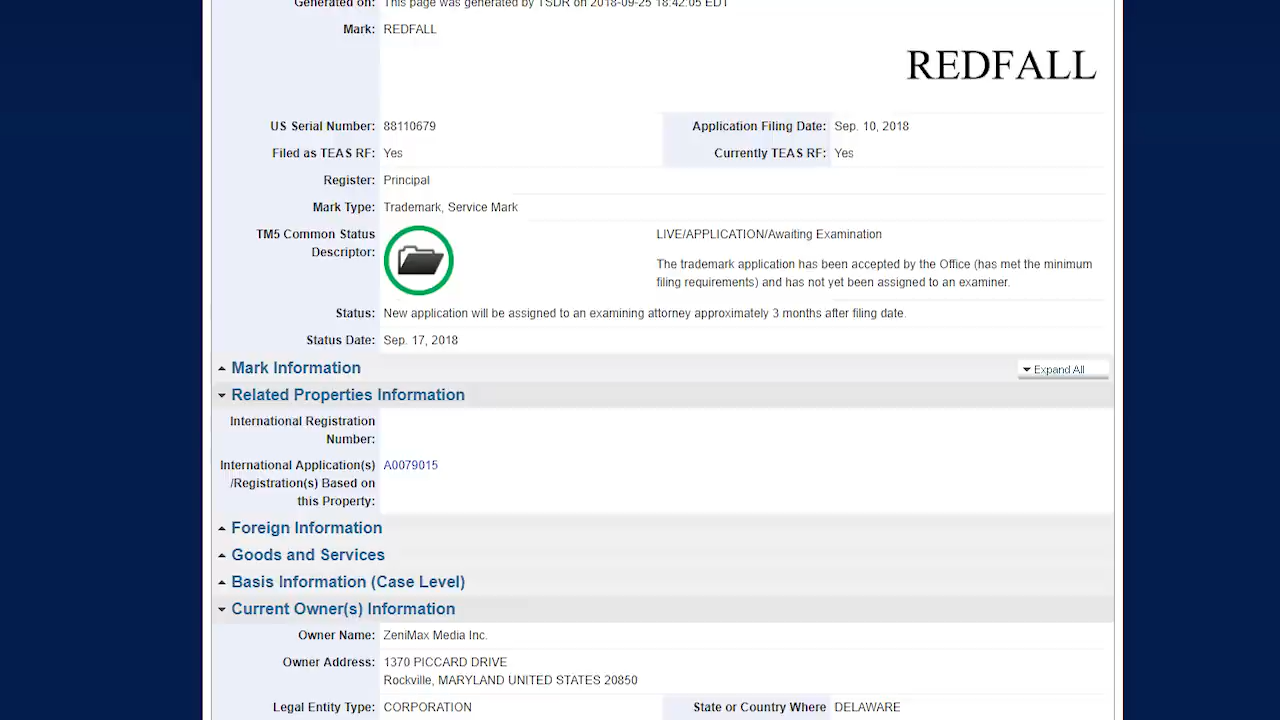 Generated on: This page was generated by TSDR on 2018-09-25 18:42:05 EDT
Mark: REDFALL
REDFALL
US Serial Number: 88110679 Application Filing Date: Sep. 10, 2018
Filed as TEAS RF: Yes Currently TEAS RF: Yes
Register: Principal
Mark Type: Trademark, Service Mark
TM5 Common Status LIVE/APPLICATION/Awaiting Examination
Descriptor:
The trademark application has been accepted by the Office (has met the minimum
filing requirements) and has not yet been assigned to an examiner.
Status: New application will be assigned to an examining attorney approximately 3 months after filing date.
Status Date: Sep. 17, 2018
Mark Information Expand All
Related Properties Information
International Registration
Number:
International Application(s) A0079015
/Registration(s) Based on
this Property:
Foreign Information
Goods and Services
Basis Information (Case Level)
Current Owner(s) Information
Owner Name: ZeniMax Media Inc.
Owner Address: 1370 PICCARD DRIVE
Rockville, MARYLAND UNITED STATES 20850
Legal Entity Type: CORPORATION State or Country Where DELAWARE